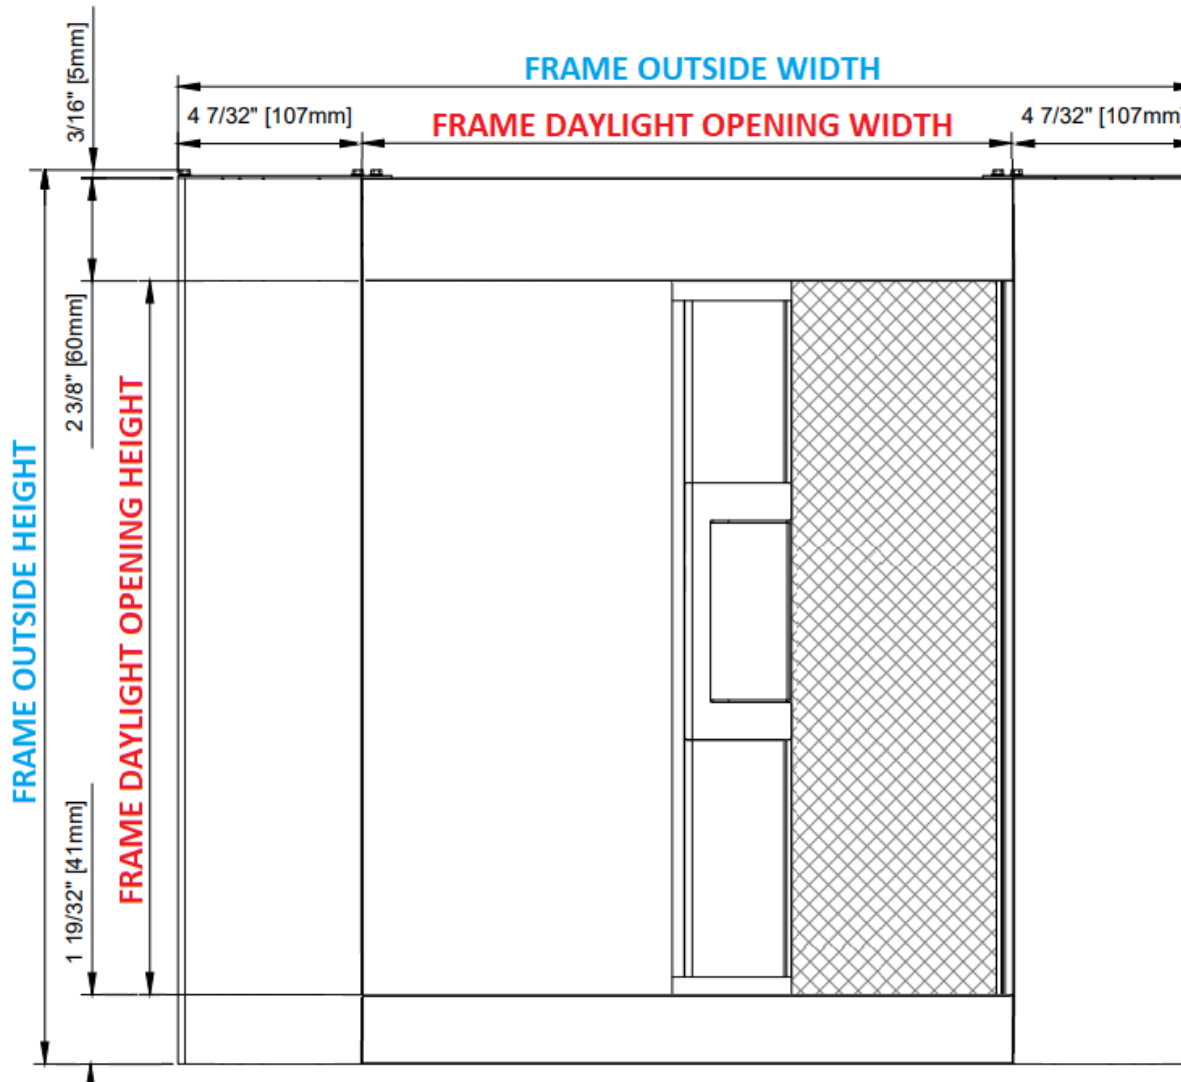 FRAME OUTSIDE WIDTH
3/16" [5mm]
4 7/32" [107mm]
FRAME DAYLIGHT OPENING WIDTH
4 7/32" [107mm]
2 3/8" [60mm]
FRAME DAYLIGHT OPENING HEIGHT
FRAME OUTSIDE HEIGHT
1 19/32" [41mm]